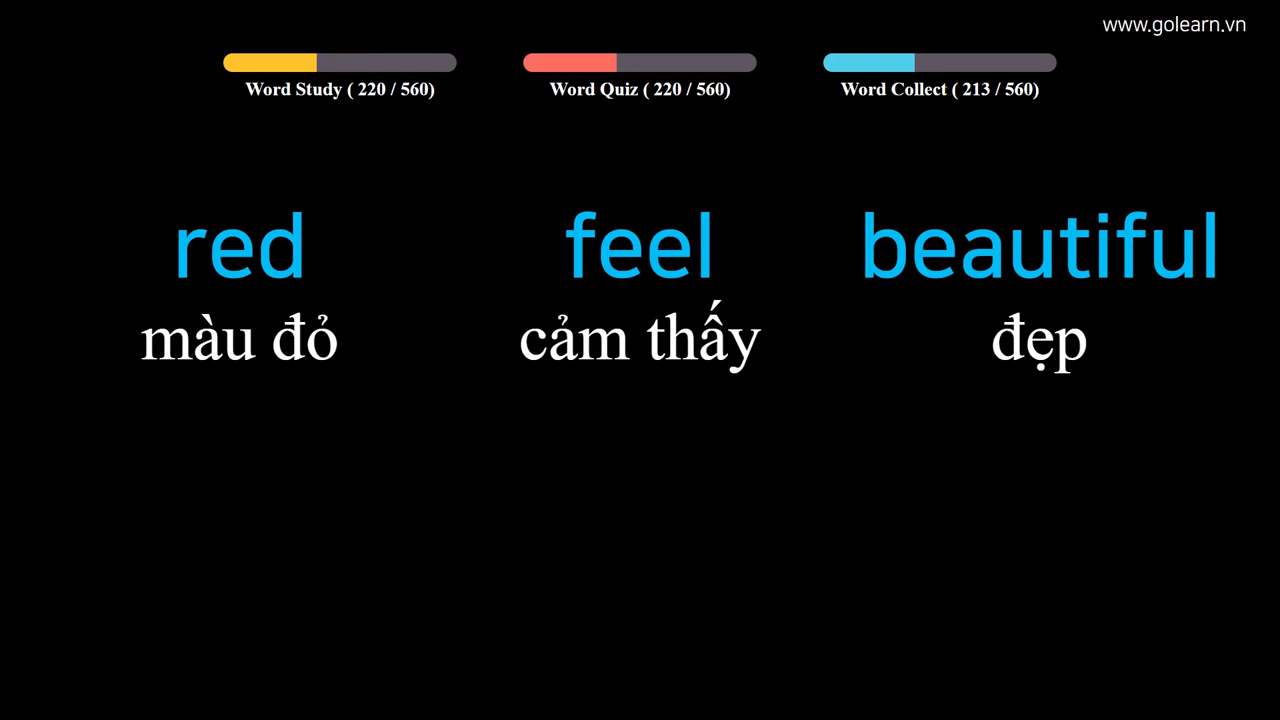 www.golearn.vn
Word Study ( 220 / 560)
Word Quiz ( 220 / 560)
Word Collect ( 213 / 560)
red
màu đỏ
feel
cảm thấy
beautiful
đẹp